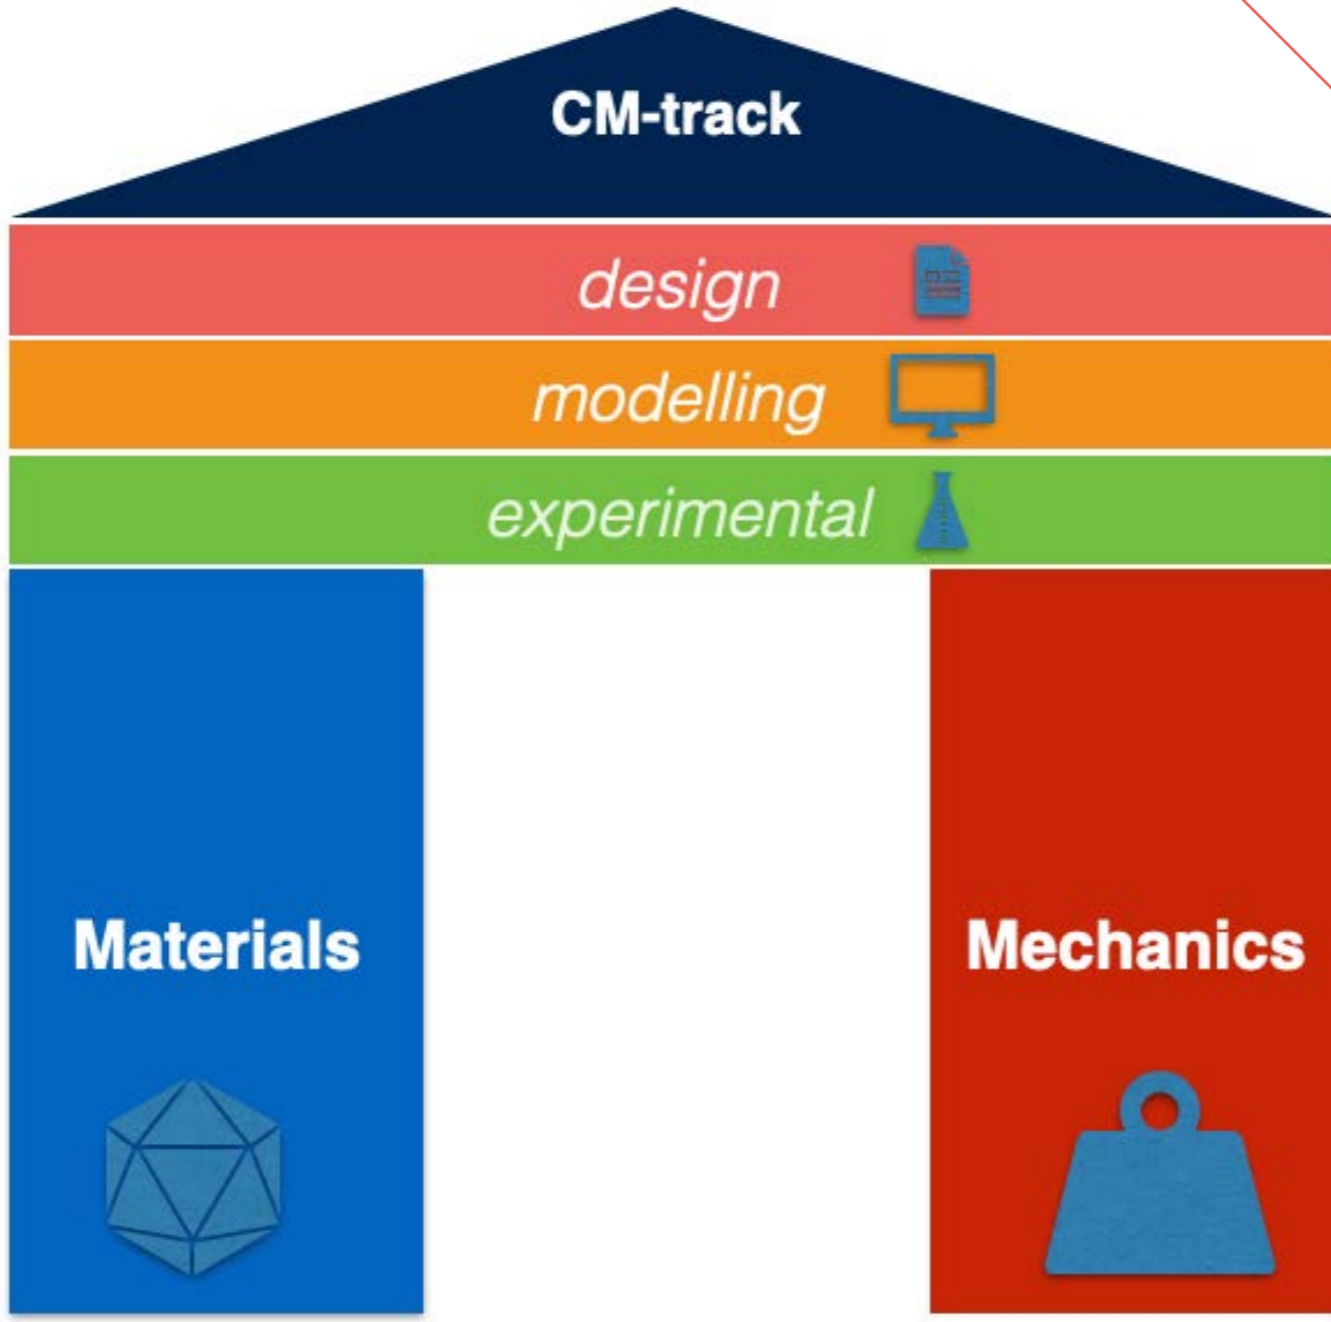 CM-track
design
modelling
experimental
Materials
Mechanics